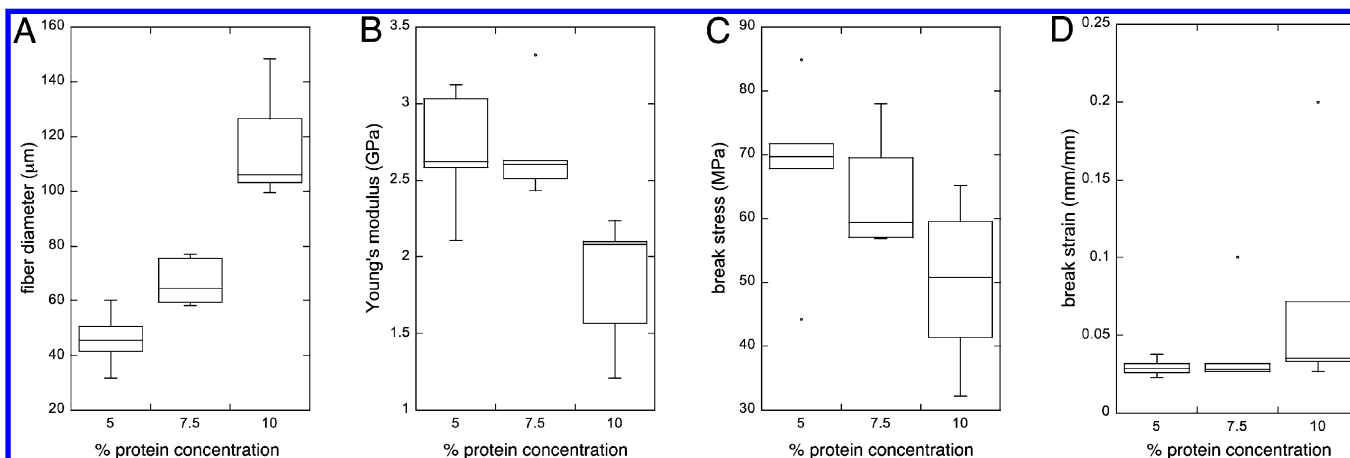 A
fiber diameter (µm)
160
140
120
100
80
60
40
20
5 7.5 10
% protein concentration
B
Young's modulus (GPa)
3.5
3
2.5
2
1.5
1
5 7.5 10
% protein concentration
C
break stress (MPa)
90
80
70
60
50
40
30
5 7.5 10
% protein concentration
D
break strain (mm/mm)
0.25
0.2
0.15
0.1
0.05
0
5 7.5 10
% protein concentration